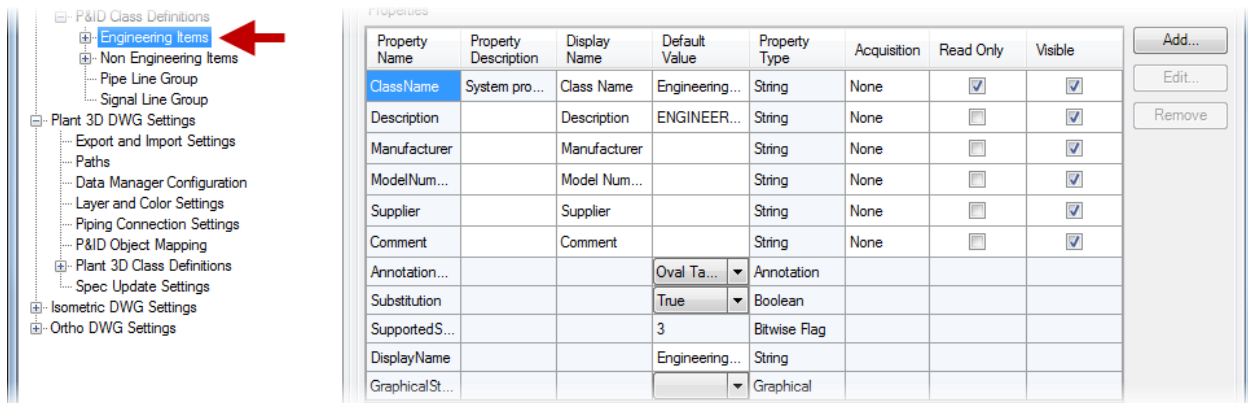 P&ID Class Definitions
Engineering Items
Non Engineering Items
Pipe Line Group
Signal Line Group
Plant 3D DWG Settings
Export and Import Settings
Paths
Data Manager Configuration
Layer and Color Settings
Piping Connection Settings
P&ID Object Mapping
Plant 3D Class Definitions
Spec Update Settings
Isometric DWG Settings
Ortho DWG Settings
Properties
Property Name Property Description Display Name Default Value Property Type Acquisition Read Only Visible
ClassName System pro... Class Name Engineering... String None
Description Description ENGINEER... String None
Manufacturer Manufacturer String None
ModelNum... Model Num... String None
Supplier Supplier String None
Comment Comment String None
Annotation... Oval Ta... Annotation
Substitution True Boolean
SupportedS... 3 Bitwise Flag
DisplayName Engineering... String
GraphicalSt... Graphical
Add...
Edit...
Remove